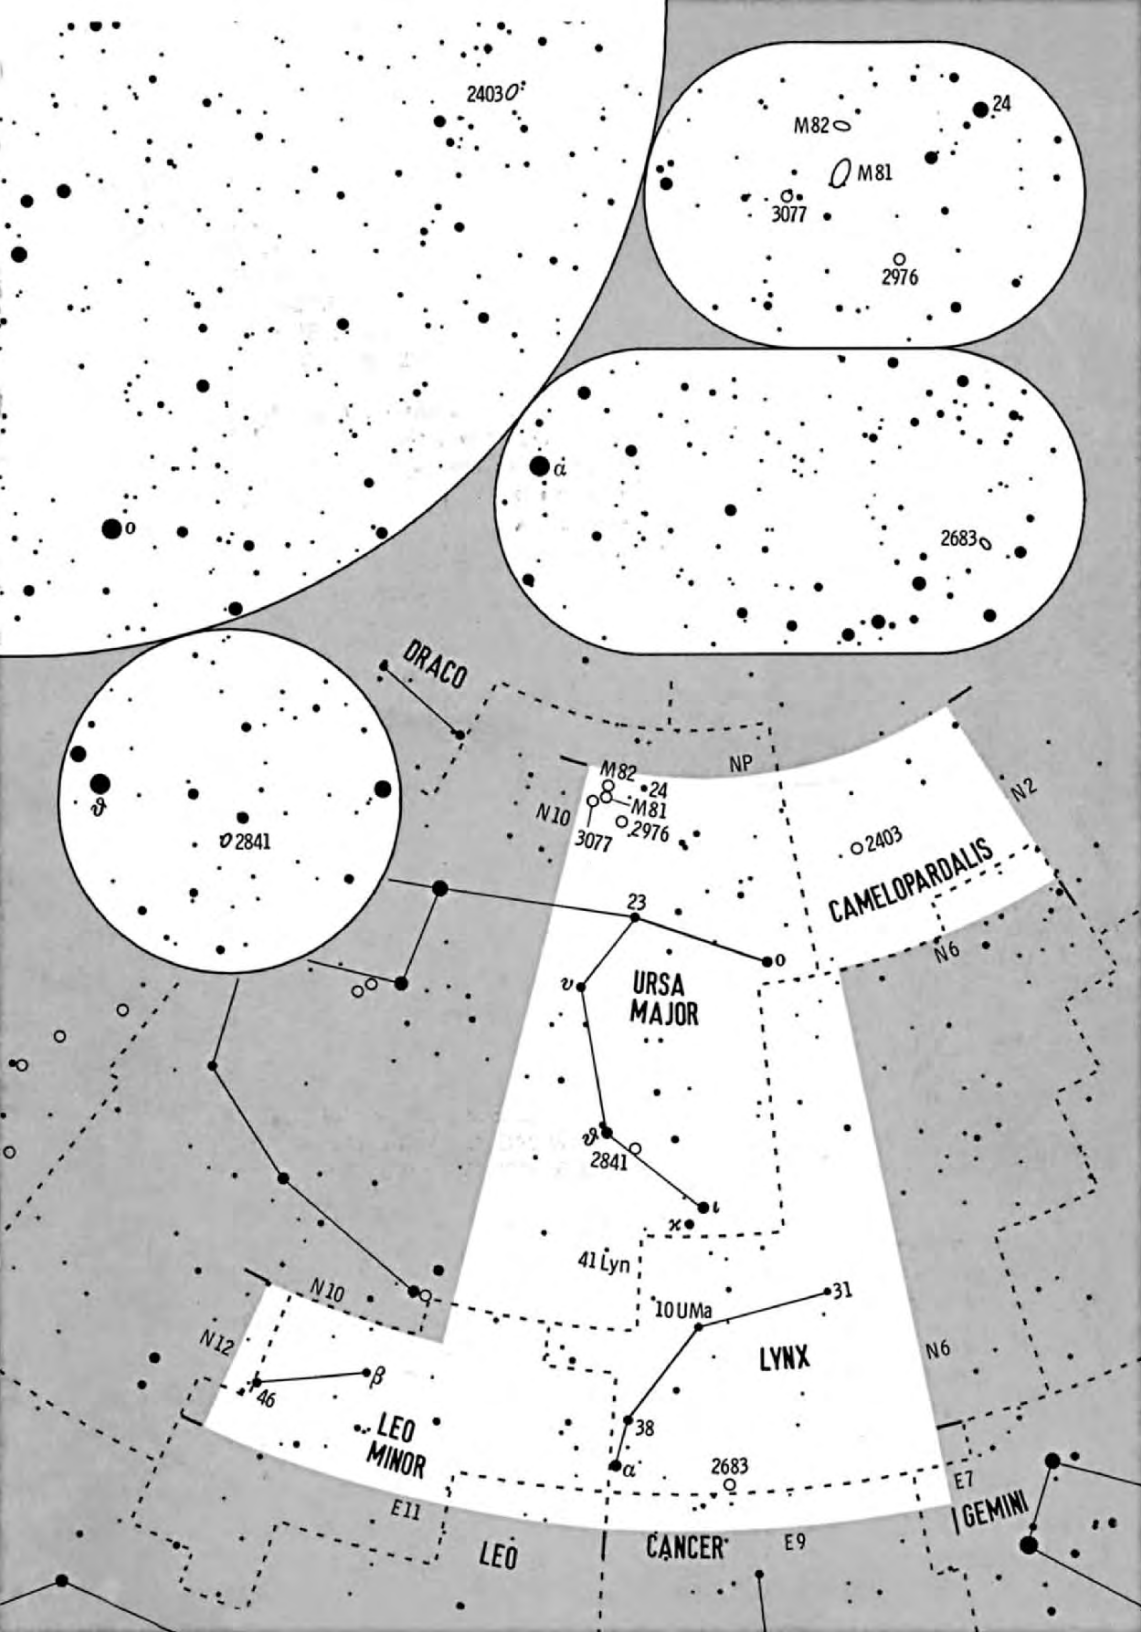 2403
24
M82
M81
3077
2976
α
2683
ο
ϑ
2841
DRACO
NP
M82
24
M81
2976
N10
3077
N2
2403
CAMELOPARDALIS
N6
23
ο
υ
URSA
MAJOR
ϑ
2841
ι
ϰ
41 Lyn
10 UMa
31
N10
N12
LYNX
N6
β
46
LEO
MINOR
38
α
2683
E7
GEMINI
E11
LEO
CANCER
E9